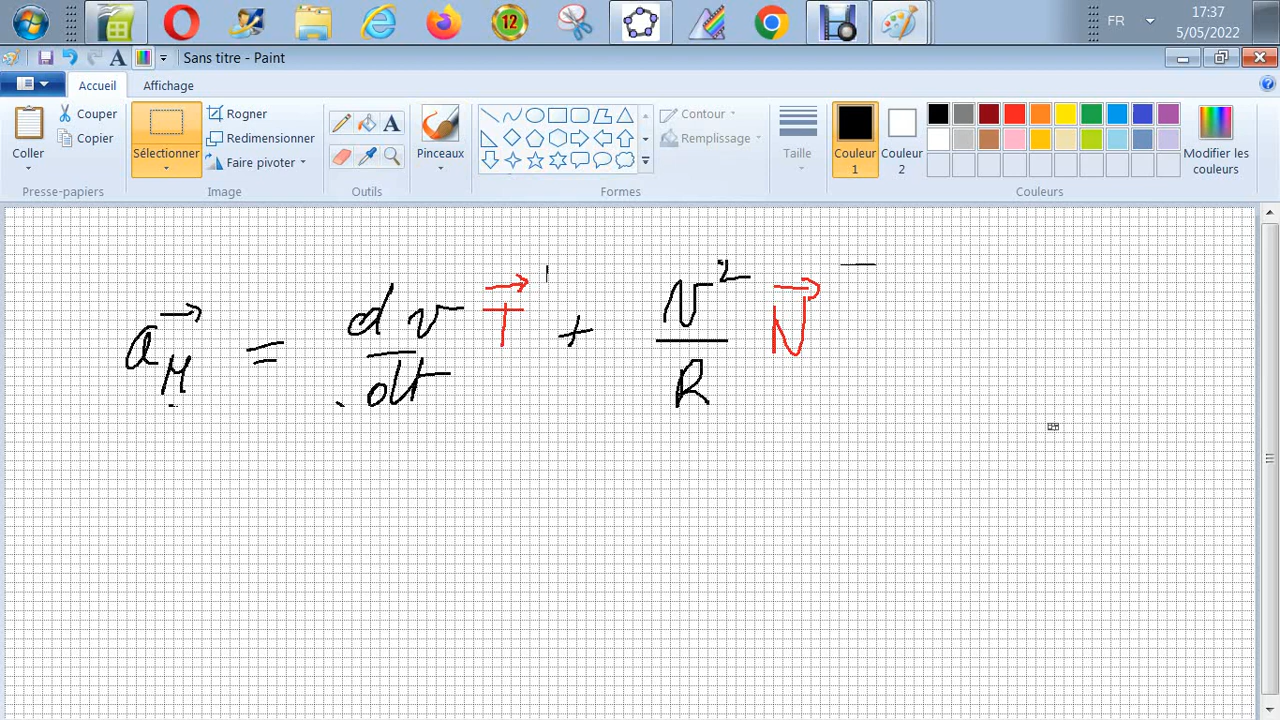 12
FR
17:37
5/05/2022
Sans titre - Paint
Accueil Affichage
Coller
Couper
Copier
Presse-papiers
Sélectionner
Rogner
Redimensionner
Faire pivoter
Image
A
Outils
Pinceaux
Contour
Remplissage
Formes
Taille
Couleur 1
Couleur 2
Modifier les couleurs
Couleurs
a⃗_M = dv/dt T⃗ + v²/R N⃗